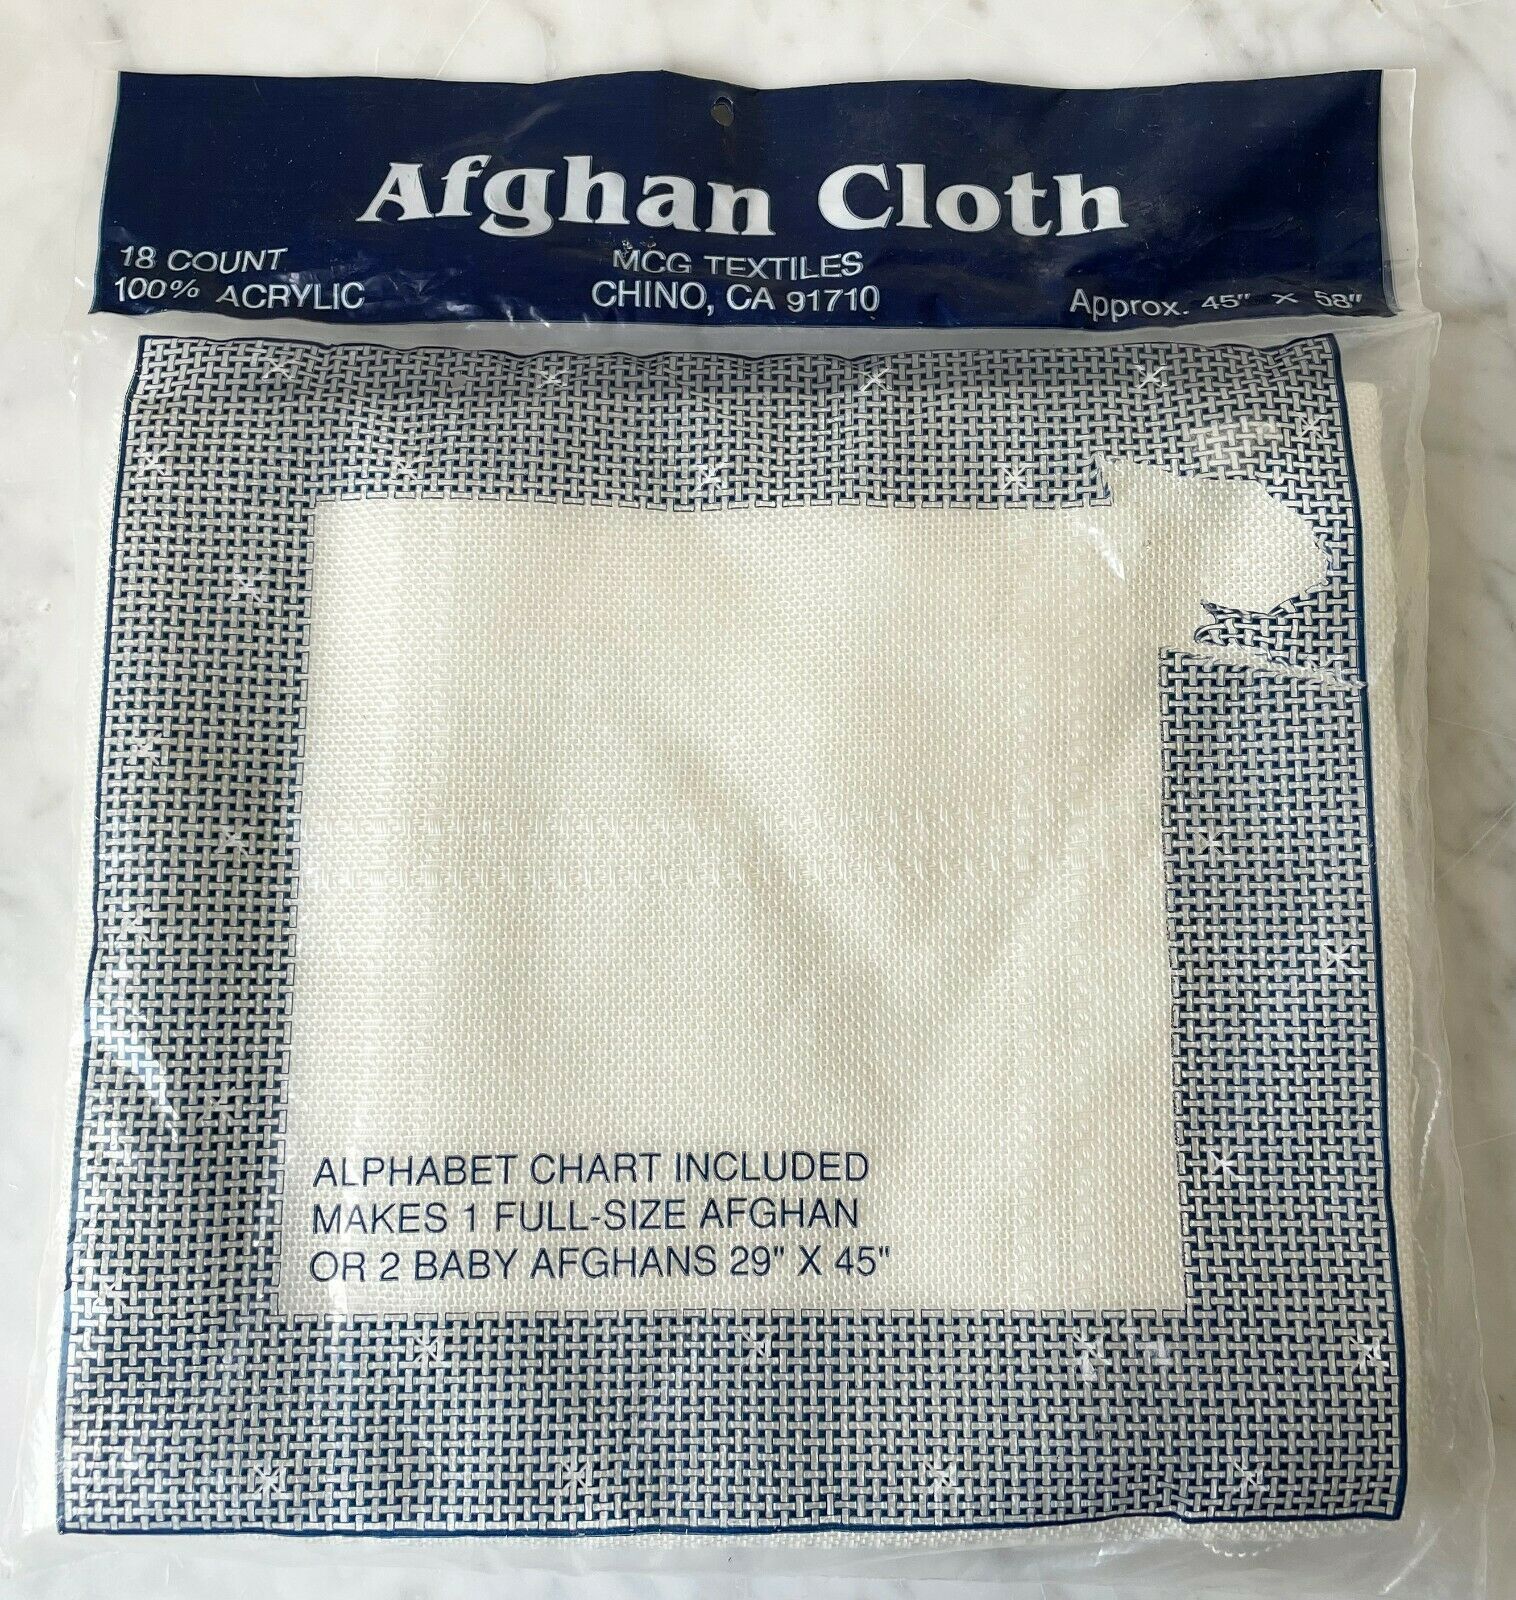 Afghan Cloth
18 COUNT
100% ACRYLIC
MCG TEXTILES
CHINO, CA 91710
Approx. 45" X 58"
ALPHABET CHART INCLUDED
MAKES 1 FULL-SIZE AFGHAN
OR 2 BABY AFGHANS 29" X 45"